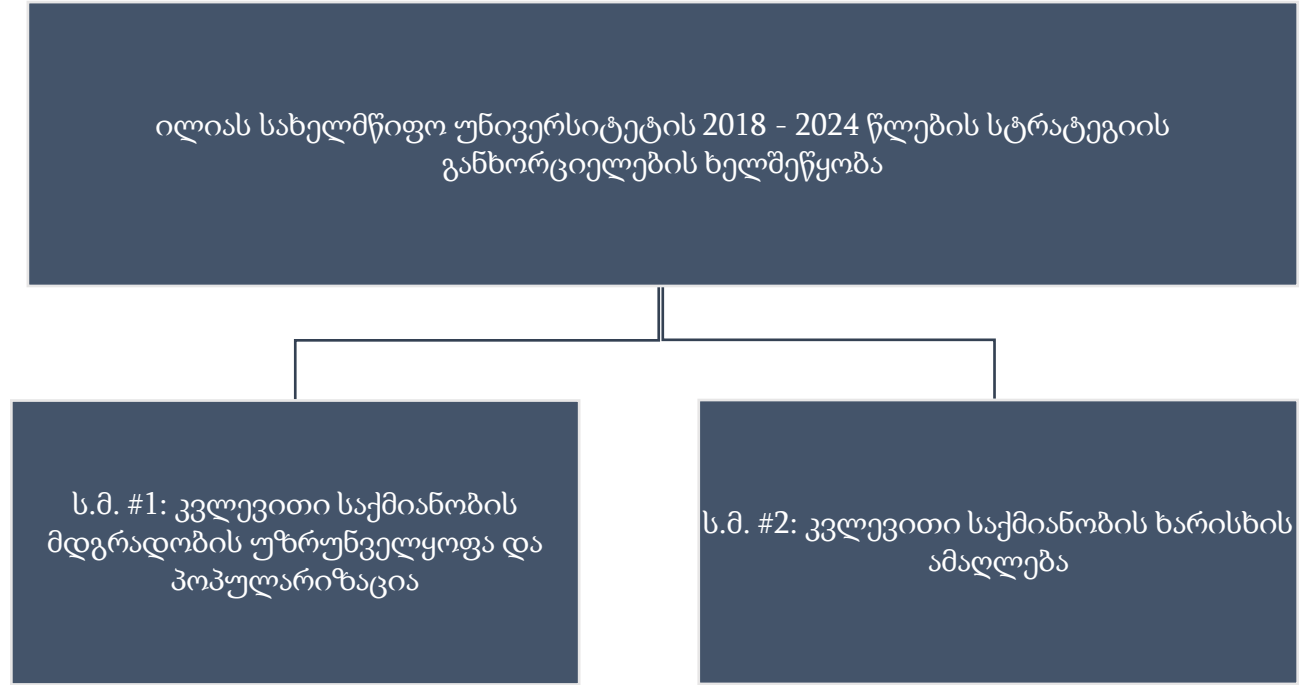 ილიას სახელმწიფო უნივერსიტეტის 2018 - 2024 წლების სტრატეგიის
განხორციელების ხელშეწყობა
ს.მ. #1: კვლევითი საქმიანობის
მდგრადობის უზრუნველყოფა და
პოპულარიზაცია
ს.მ. #2: კვლევითი საქმიანობის ხარისხის
ამაღლება